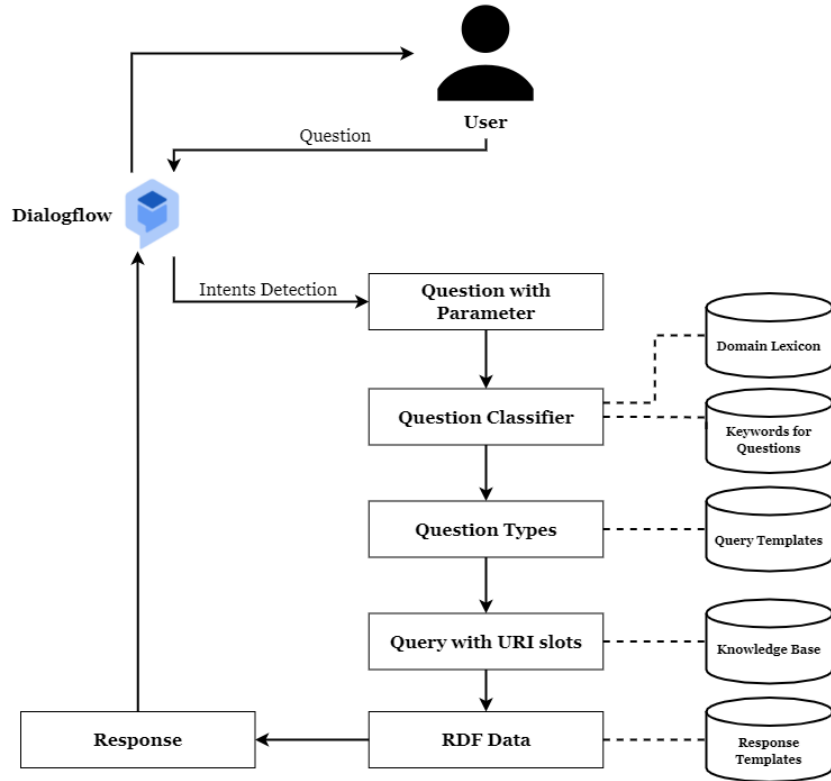 User
Question
Dialogflow
Intents Detection
Question with
Parameter
Domain Lexicon
Question Classifier
Keywords for
Questions
Question Types
Query Templates
Query with URI slots
Knowledge Base
Response
RDF Data
Response
Templates